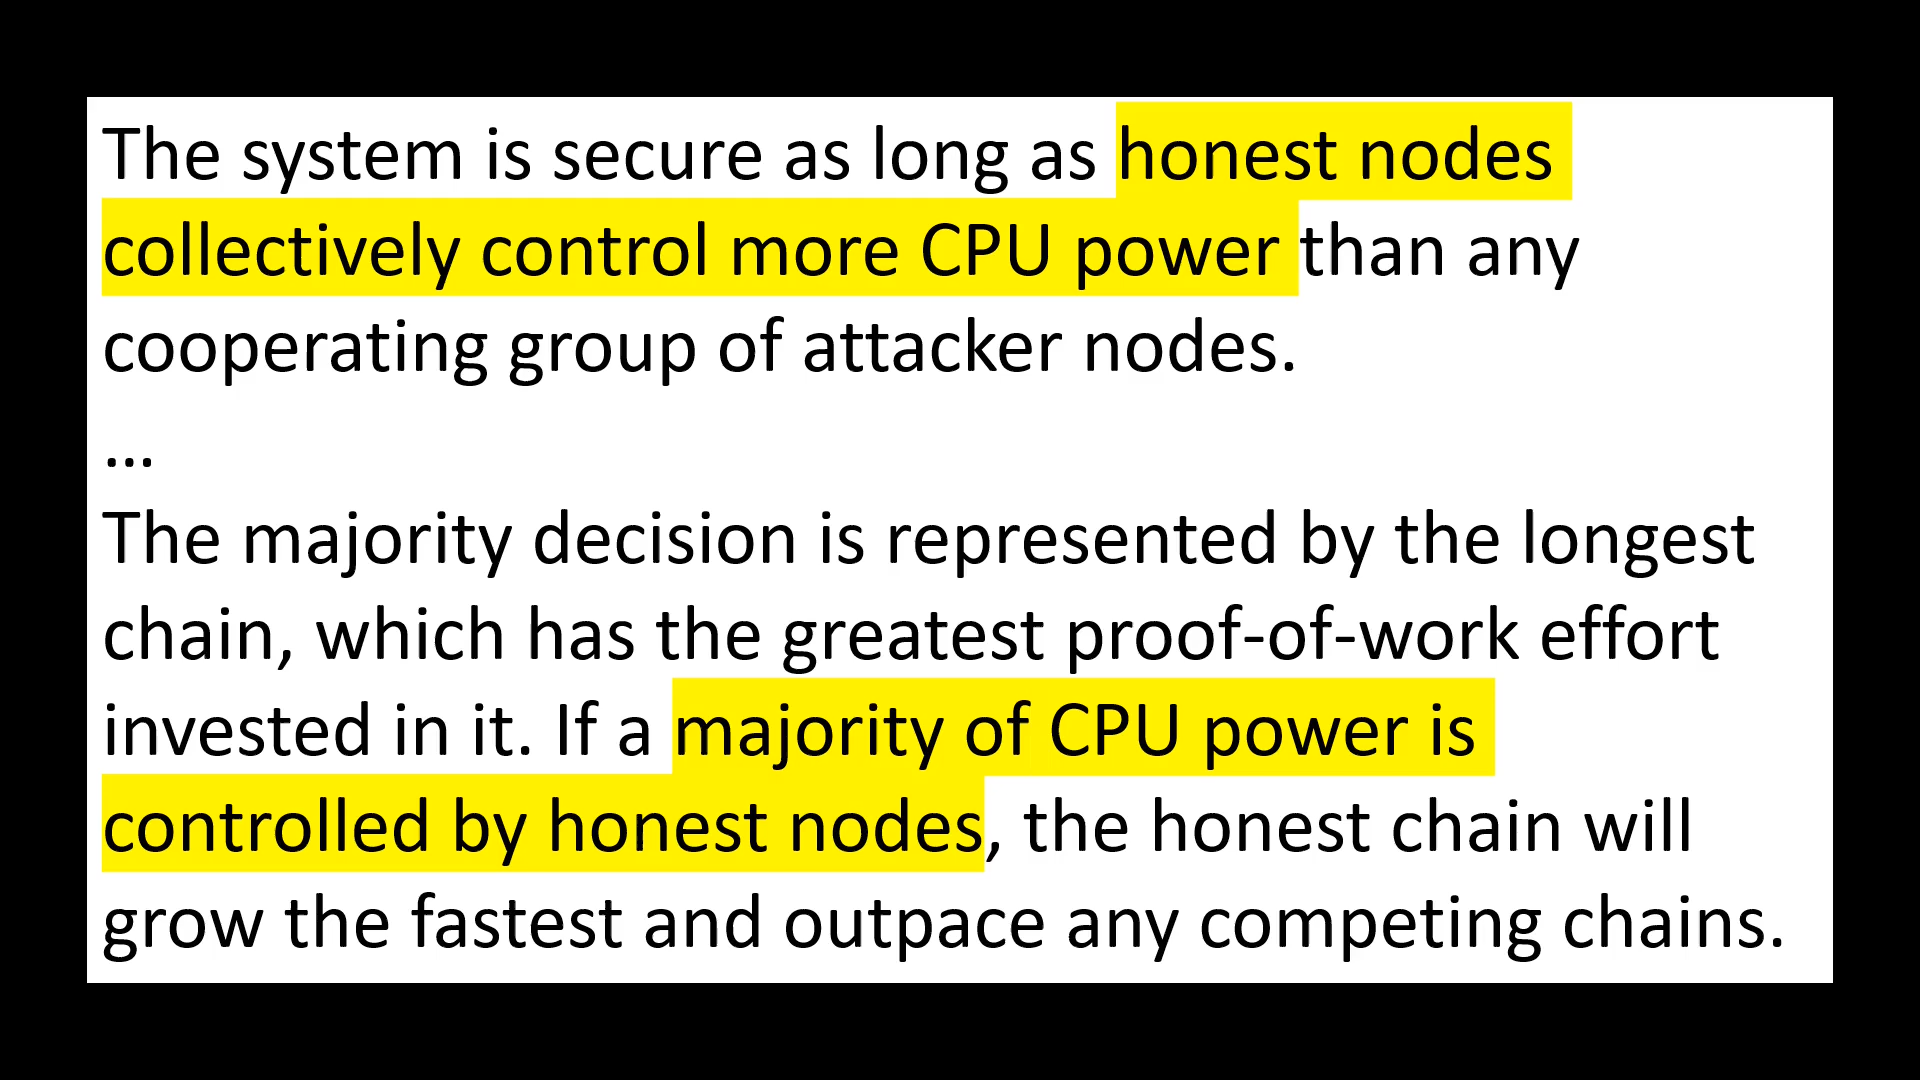 The system is secure as long as honest nodes
collectively control more CPU power than any
cooperating group of attacker nodes.
…
The majority decision is represented by the longest
chain, which has the greatest proof-of-work effort
invested in it. If a majority of CPU power is
controlled by honest nodes, the honest chain will
grow the fastest and outpace any competing chains.